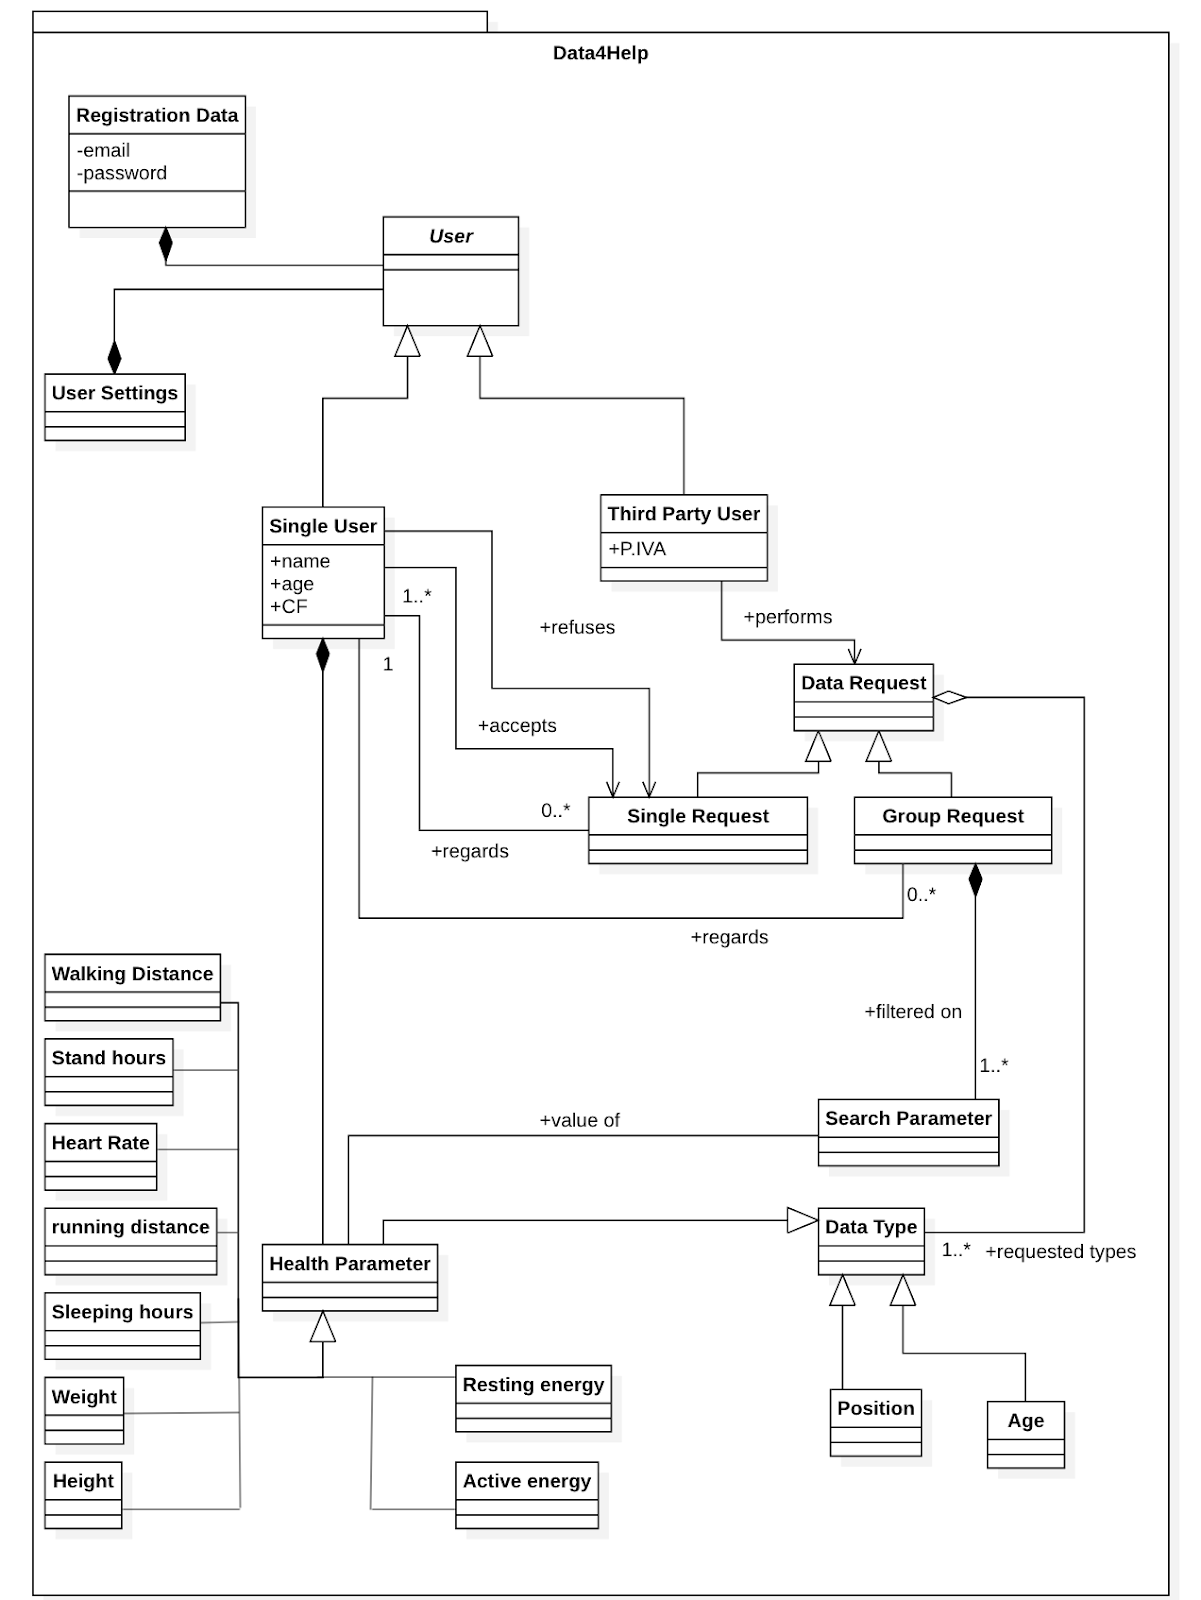 Data4Help
Registration Data
-email
-password
User
User Settings
Single User
+name
+age
+CF
Third Party User
+P.IVA
1..*
+refuses
+performs
1
Data Request
+accepts
0..*
Single Request
Group Request
+regards
0..*
+regards
Walking Distance
+filtered on
Stand hours
1..*
+value of
Search Parameter
Heart Rate
running distance
Data Type
1..*
+requested types
Health Parameter
Sleeping hours
Weight
Resting energy
Position
Age
Height
Active energy